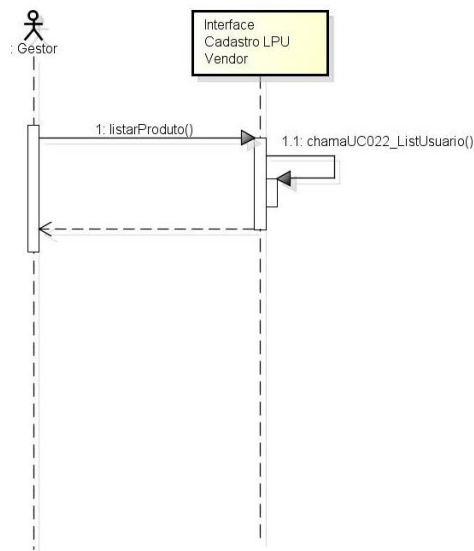 Interface
Cadastro LPU
Vendor
: Gestor
1: listarProduto()
1.1: chamaUC022_ListUsuario()